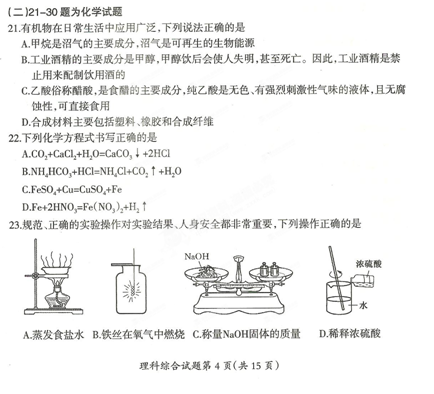 (二)21-30题为化学试题
21.有机物在日常生活中应用广泛,下列说法正确的是
A.甲烷是沼气的主要成分,沼气是可再生的生物能源
B.工业酒精的主要成分是甲醇,甲醇饮后会使人失明,甚至死亡。因此,工业酒精是禁
止用来配制饮用酒的
C.乙酸俗称醋酸,是食醋的主要成分,纯乙酸是无色、有强烈刺激性气味的液体,且无腐
蚀性,可直接食用
D.合成材料主要包括塑料、橡胶和合成纤维
22.下列化学方程式书写正确的是
A.CO₂+CaCl₂+H₂O=CaCO₃↓+2HCl
B.NH₄HCO₃+HCl=NH₄Cl+CO₂↑+H₂O
C.FeSO₄+Cu=CuSO₄+Fe
D.Fe+2HNO₃=Fe(NO₃)₂+H₂↑
23.规范、正确的实验操作对实验结果、人身安全都非常重要,下列操作正确的是
NaOH
浓硫酸
水
A.蒸发食盐水 B.铁丝在氧气中燃烧 C.称量NaOH固体的质量 D.稀释浓硫酸
理科综合试题第4页(共15页)